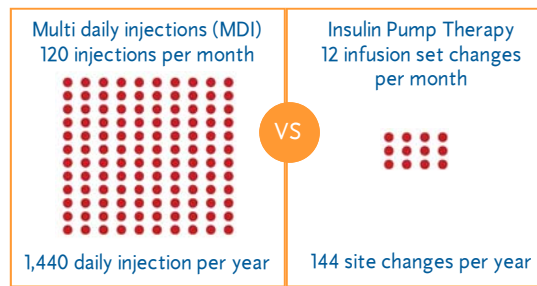 Multi daily injections (MDI)
120 injections per month
1,440 daily injection per year
VS
Insulin Pump Therapy
12 infusion set changes
per month
144 site changes per year